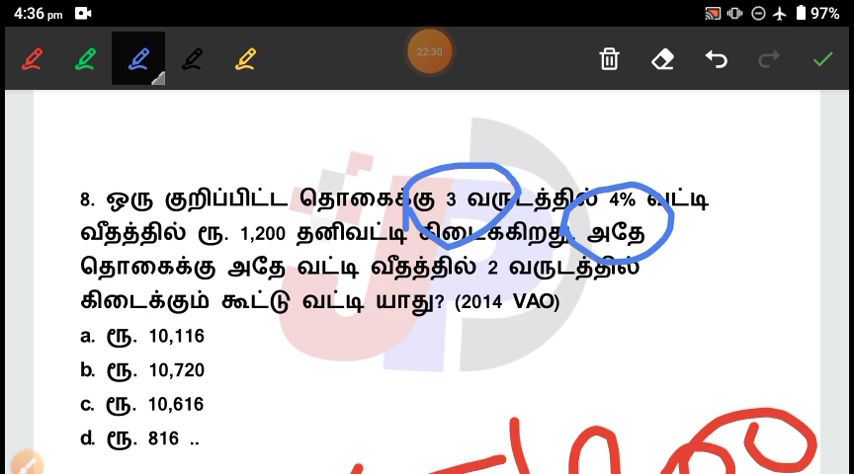 4:36 pm 97%
22.30
8. ஒரு குறிப்பிட்ட தொகைக்கு 3 வருடத்தில் 4% வட்டி
வீதத்தில் ரூ. 1,200 தனிவட்டி கிடைக்கிறது. அதே
தொகைக்கு அதே வட்டி வீதத்தில் 2 வருடத்தில்
கிடைக்கும் கூட்டு வட்டி யாது? (2014 VAO)
a. ரூ. 10,116
b. ரூ. 10,720
c. ரூ. 10,616
d. ரூ. 816 ..